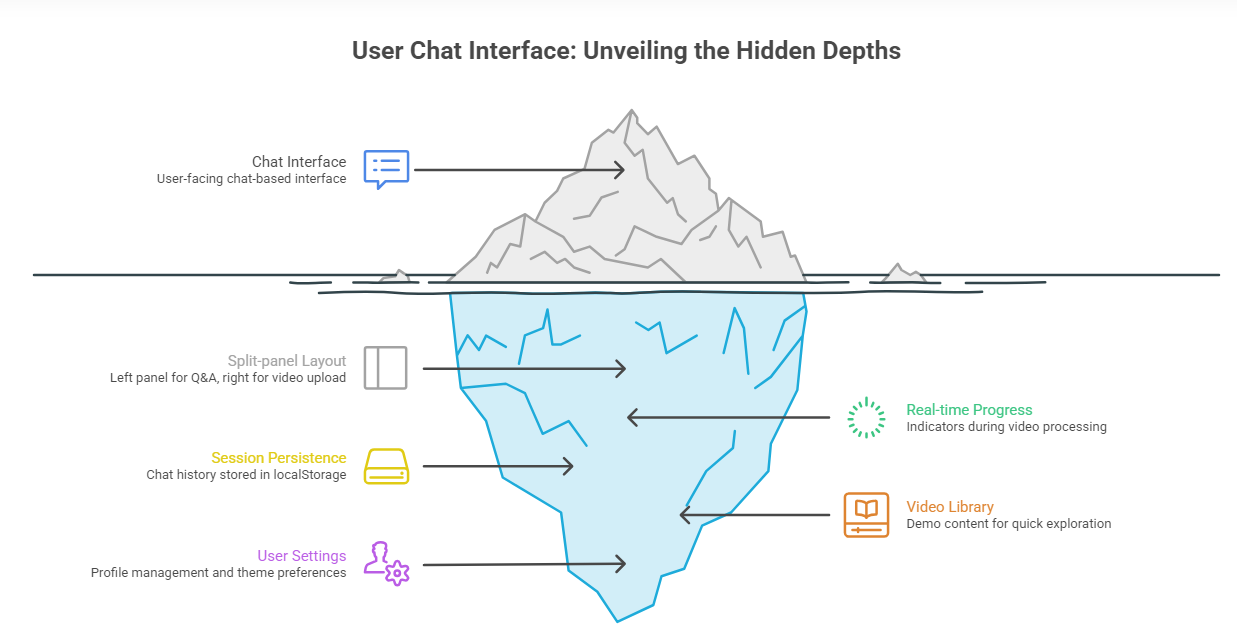 User Chat Interface: Unveiling the Hidden Depths
Chat Interface
User-facing chat-based interface
Split-panel Layout
Left panel for Q&A, right for video upload
Real-time Progress
Indicators during video processing
Session Persistence
Chat history stored in localStorage
Video Library
Demo content for quick exploration
User Settings
Profile management and theme preferences